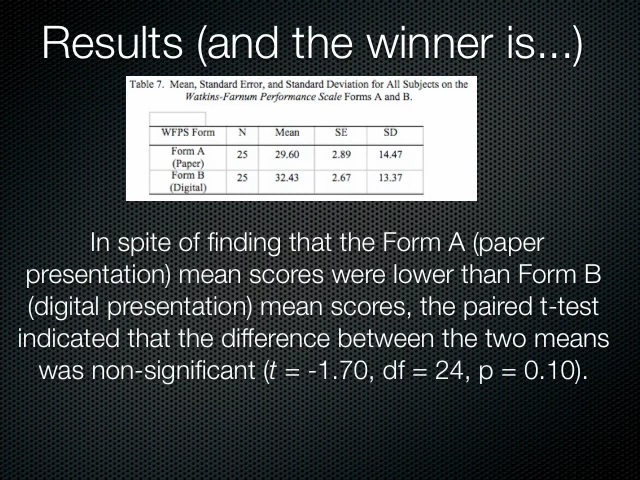 Results (and the winner is...)
Table 7. Mean, Standard Error, and Standard Deviation for All Subjects on the
Watkins-Farnum Performance Scale Forms A and B.
WFPS Form N Mean SE SD
Form A
(Paper) 25 29.60 2.89 14.47
Form B
(Digital) 25 32.43 2.67 13.37
In spite of finding that the Form A (paper
presentation) mean scores were lower than Form B
(digital presentation) mean scores, the paired t-test
indicated that the difference between the two means
was non-significant (t = -1.70, df = 24, p = 0.10).